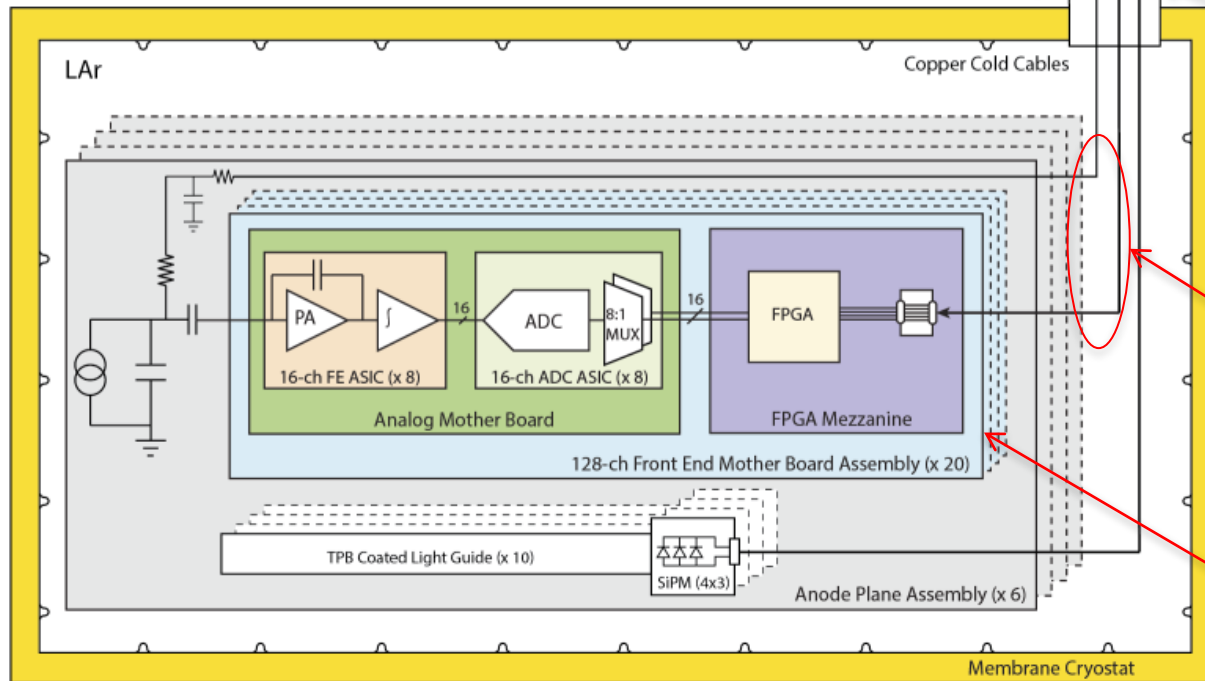 LAr
Copper Cold Cables
PA
∫
16
ADC
8:1
MUX
16
FPGA
16-ch FE ASIC (x 8)
16-ch ADC ASIC (x 8)
Analog Mother Board
FPGA Mezzanine
128-ch Front End Mother Board Assembly (x 20)
TPB Coated Light Guide (x 10)
SiPM (4x3)
Anode Plane Assembly (x 6)
Membrane Cryostat